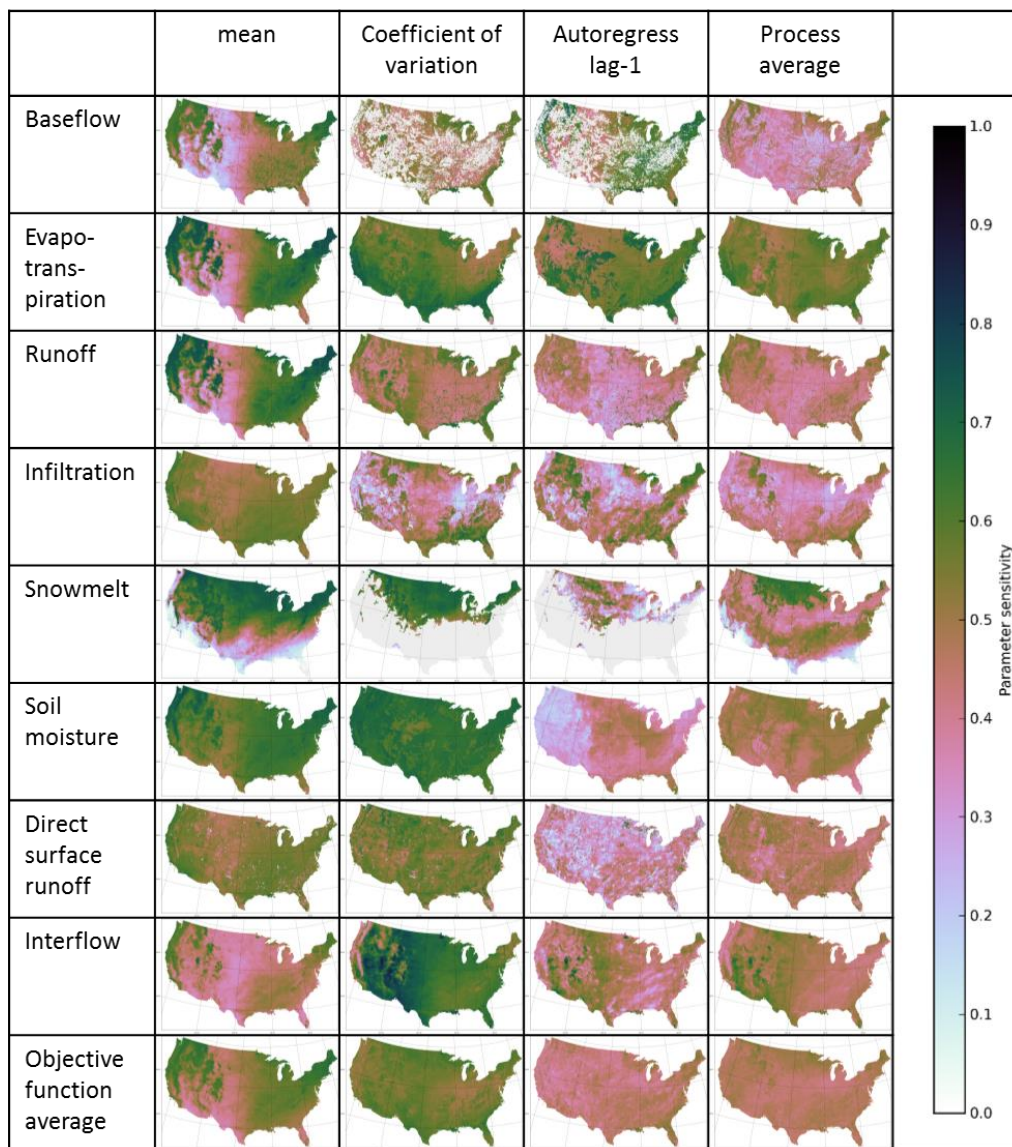 mean
Coefficient of
variation
Autoregress
lag-1
Process
average
Baseflow
Evapo-
trans-
piration
Runoff
Infiltration
Snowmelt
Soil
moisture
Direct
surface
runoff
Interflow
Objective
function
average
1.0
0.9
0.8
0.7
0.6
0.5
0.4
0.3
0.2
0.1
0.0
Parameter sensitivity